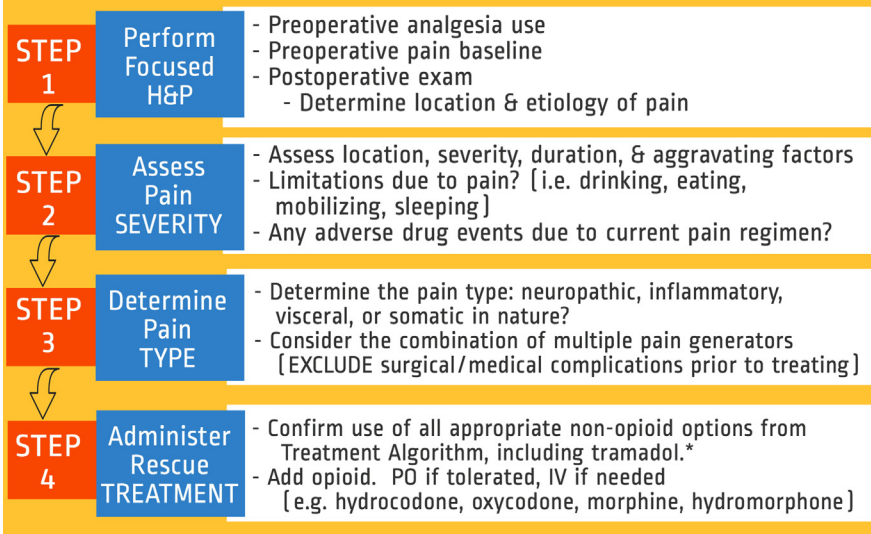 STEP
1
Perform
Focused
H&P
- Preoperative analgesia use
- Preoperative pain baseline
- Postoperative exam
- Determine location & etiology of pain
STEP
2
Assess
Pain
SEVERITY
- Assess location, severity, duration, & aggravating factors
- Limitations due to pain? (i.e. drinking, eating,
mobilizing, sleeping)
- Any adverse drug events due to current pain regimen?
STEP
3
Determine
Pain
TYPE
- Determine the pain type: neuropathic, inflammatory,
visceral, or somatic in nature?
- Consider the combination of multiple pain generators
(EXCLUDE surgical/medical complications prior to treating)
STEP
4
Administer
Rescue
TREATMENT
- Confirm use of all appropriate non-opioid options from
Treatment Algorithm, including tramadol.*
- Add opioid. PO if tolerated, IV if needed
(e.g. hydrocodone, oxycodone, morphine, hydromorphone)